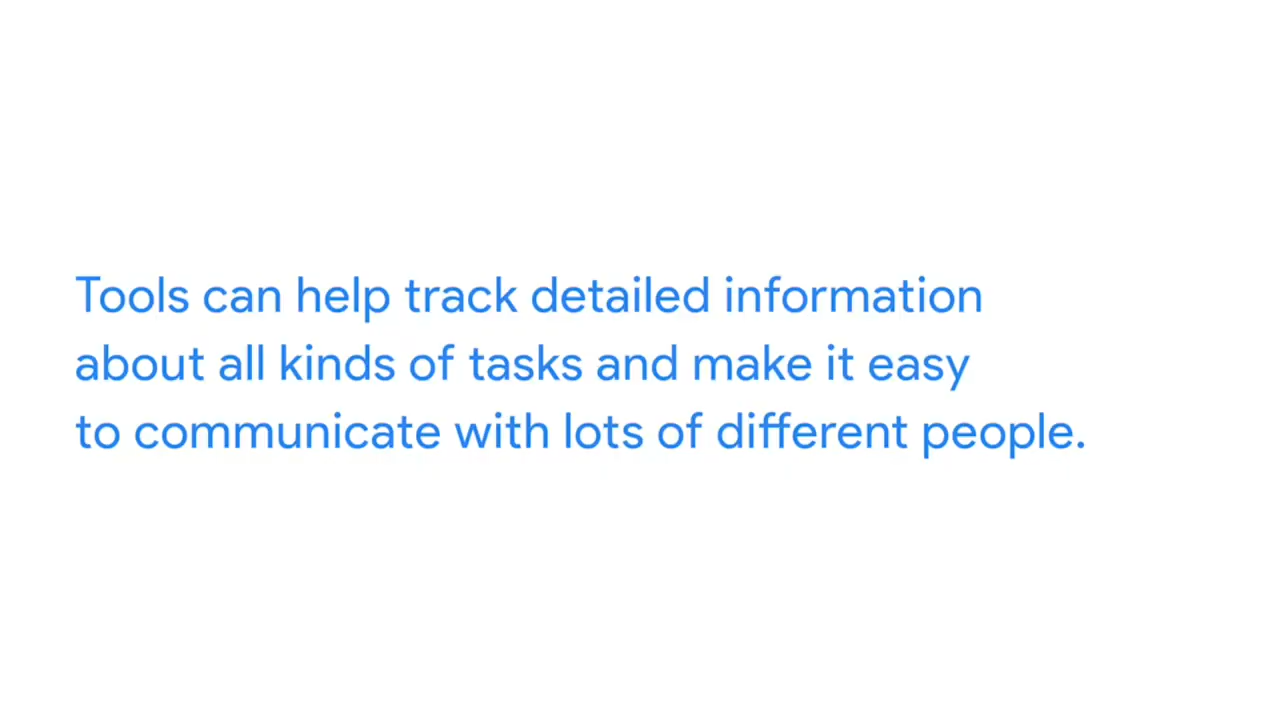 Tools can help track detailed information
about all kinds of tasks and make it easy
to communicate with lots of different people.